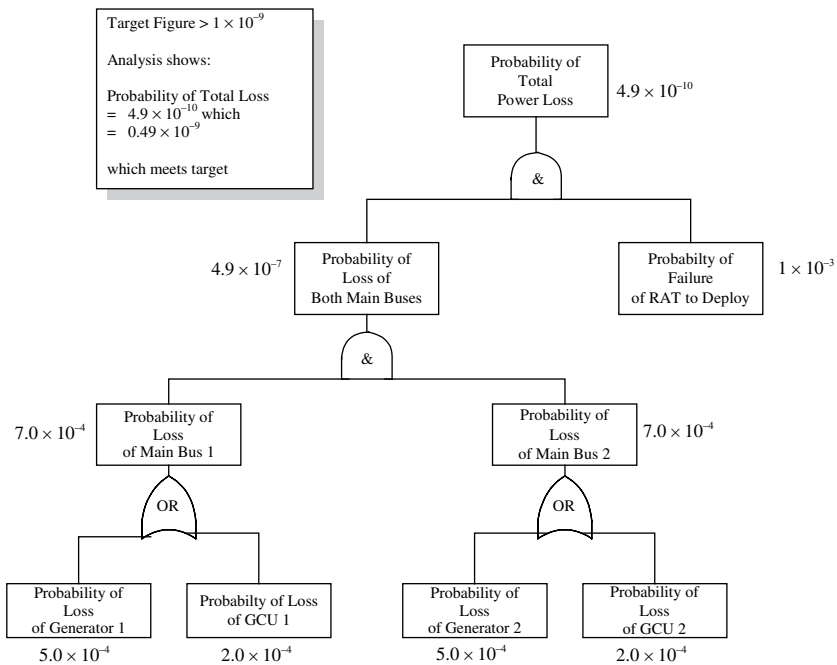 Target Figure > 1 × 10⁻⁹
Analysis shows:
Probability of Total Loss
= 4.9 × 10⁻¹⁰ which
= 0.49 × 10⁻⁹
which meets target
Probability of
Total
Power Loss
4.9 × 10⁻¹⁰
&
4.9 × 10⁻⁷
Probability of
Loss of
Both Main Buses
Probabilty of
Failure
of RAT to Deploy
1 × 10⁻³
&
7.0 × 10⁻⁴
Probability of
Loss
of Main Bus 1
Probability of
Loss
of Main Bus 2
7.0 × 10⁻⁴
OR
OR
Probability of
Loss
of Generator 1
Probabilty of Loss
of GCU 1
Probability of
Loss
of Generator 2
Probability of
Loss
of GCU 2
5.0 × 10⁻⁴
2.0 × 10⁻⁴
5.0 × 10⁻⁴
2.0 × 10⁻⁴